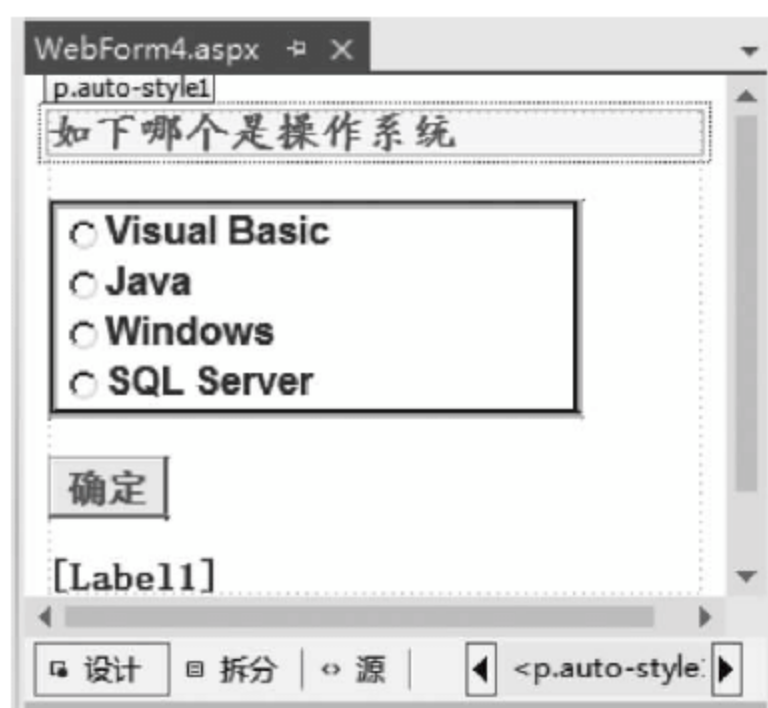 WebForm4.aspx
p.auto-style1
如下哪个是操作系统
Visual Basic
Java
Windows
SQL Server
确定
[Label1]
设计 拆分 源 <p.auto-style